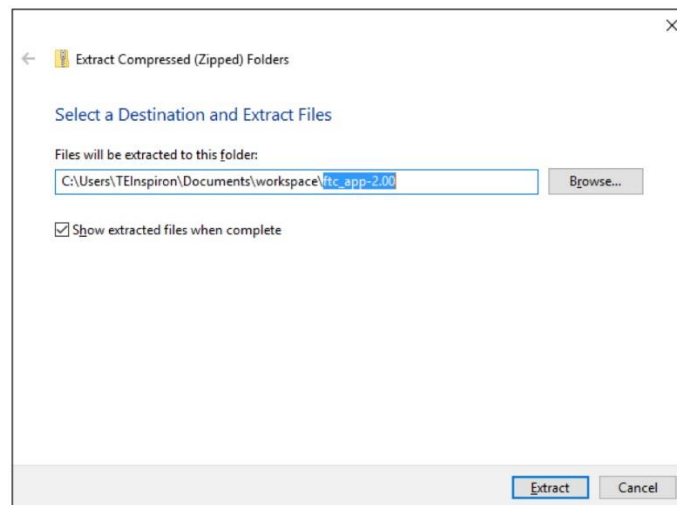 Extract Compressed (Zipped) Folders
Select a Destination and Extract Files
Files will be extracted to this folder:
C:\Users\TEInspiron\Documents\workspace\ftc_app-2.00
Browse...
Show extracted files when complete
Extract
Cancel